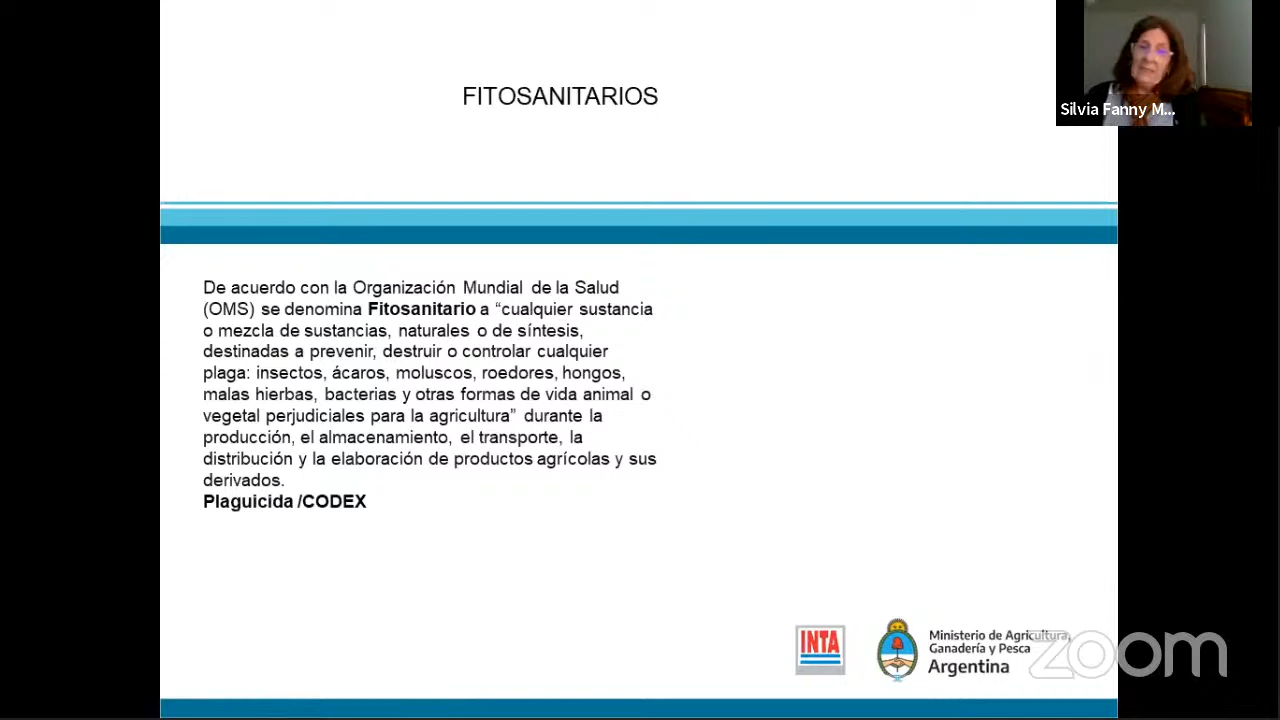 FITOSANITARIOS
Silvia Fanny M...
De acuerdo con la Organización Mundial de la Salud
(OMS) se denomina Fitosanitario a “cualquier sustancia
o mezcla de sustancias, naturales o de síntesis,
destinadas a prevenir, destruir o controlar cualquier
plaga: insectos, ácaros, moluscos, roedores, hongos,
malas hierbas, bacterias y otras formas de vida animal o
vegetal perjudiciales para la agricultura” durante la
producción, el almacenamiento, el transporte, la
distribución y la elaboración de productos agrícolas y sus
derivados.
Plaguicida /CODEX
INTA
Ministerio de Agricultura,
Ganadería y Pesca
Argentina
zoom